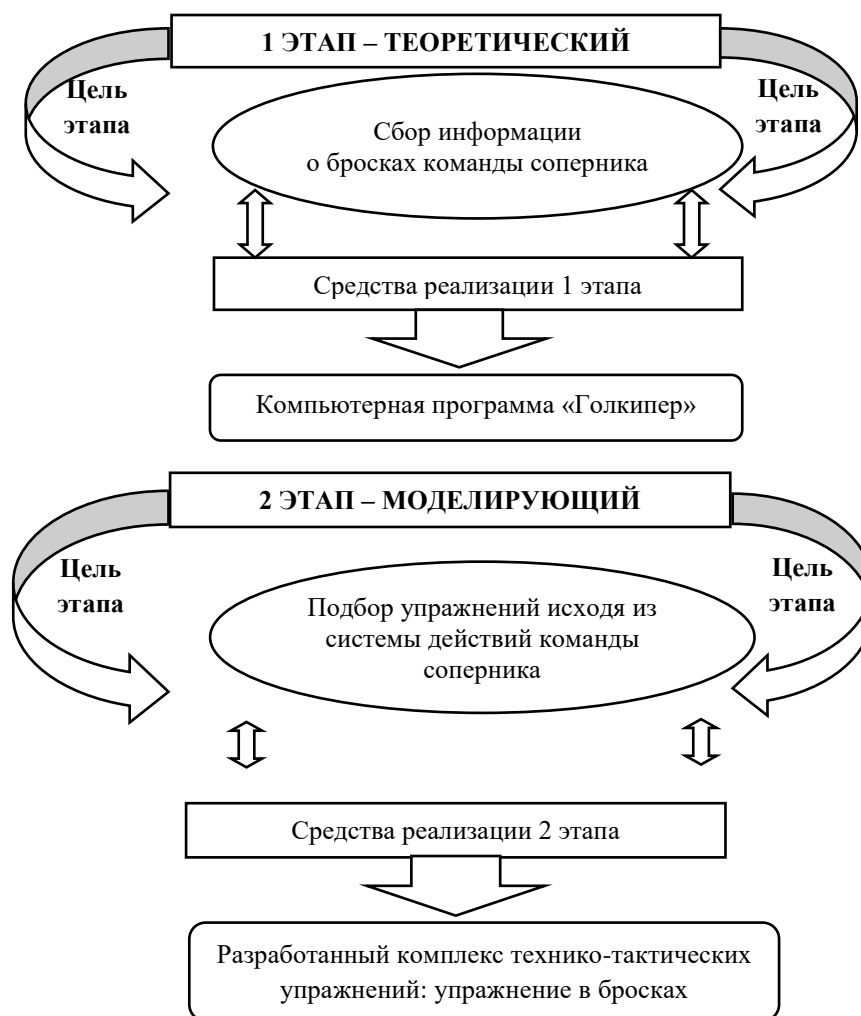 1 ЭТАП – ТЕОРЕТИЧЕСКИЙ
Цель
этапа
Цель
этапа
Сбор информации
о бросках команды соперника
Средства реализации 1 этапа
Компьютерная программа «Голкипер»
2 ЭТАП – МОДЕЛИРУЮЩИЙ
Цель
этапа
Цель
этапа
Подбор упражнений исходя из
системы действий команды
соперника
Средства реализации 2 этапа
Разработанный комплекс технико-тактических
упражнений: упражнение в бросках